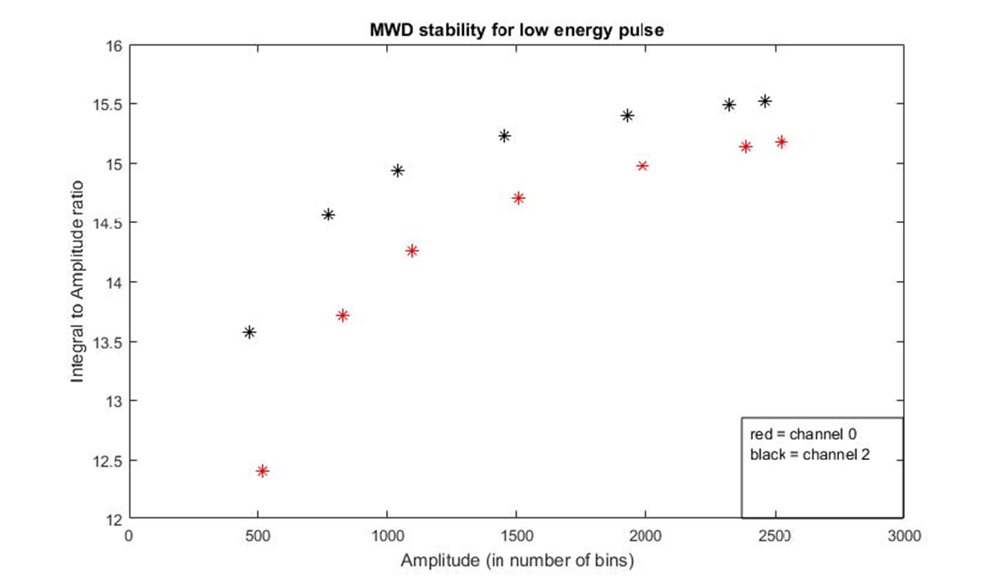 MWD stability for low energy pulse
16
15.5
15
14.5
14
13.5
13
12.5
12
Integral to Amplitude ratio
red = channel 0
black = channel 2
0 500 1000 1500 2000 2500 3000
Amplitude (in number of bins)